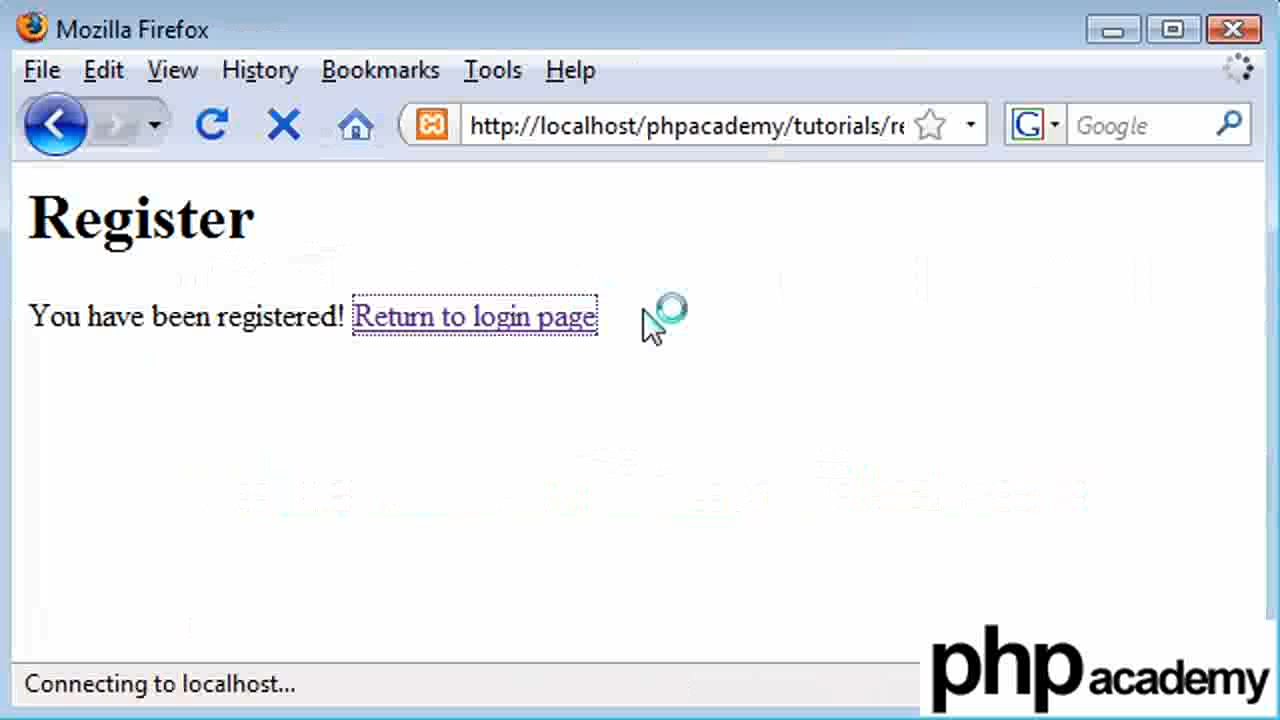 Mozilla Firefox
File Edit View History Bookmarks Tools Help
http://localhost/phpacademy/tutorials/re
G Google
Register
You have been registered! Return to login page
Connecting to localhost...
php academy